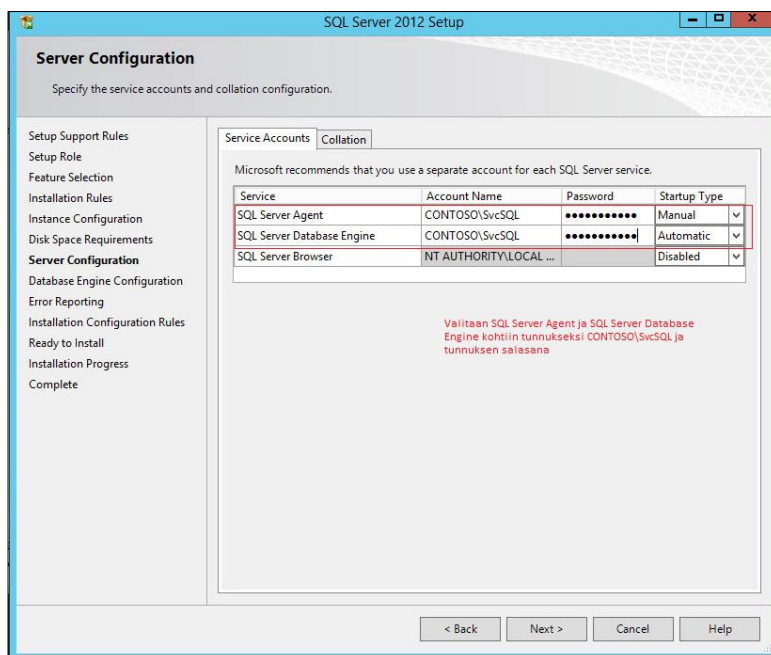 SQL Server 2012 Setup
Server Configuration
Specify the service accounts and collation configuration.
Setup Support Rules
Setup Role
Feature Selection
Installation Rules
Instance Configuration
Disk Space Requirements
Server Configuration
Database Engine Configuration
Error Reporting
Installation Configuration Rules
Ready to Install
Installation Progress
Complete
Service Accounts Collation
Microsoft recommends that you use a separate account for each SQL Server service.
Service Account Name Password Startup Type
SQL Server Agent CONTOSO\SvcSQL ●●●●●●●●●●● Manual
SQL Server Database Engine CONTOSO\SvcSQL ●●●●●●●●●●● Automatic
SQL Server Browser NT AUTHORITY\LOCAL ... Disabled
Valitaan SQL Server Agent ja SQL Server Database
Engine kohtiin tunnukseksi CONTOSO\SvcSQL ja
tunnuksen salasana
< Back Next > Cancel Help